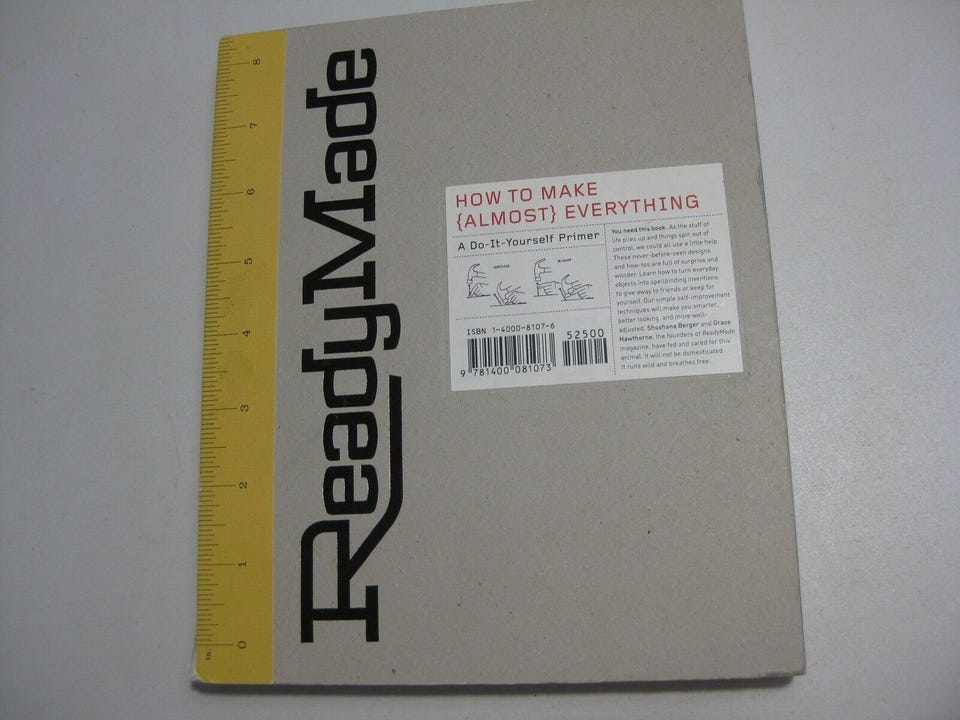 8
7
6
5
4
3
2
1
0
in.
ReadyMade
HOW TO MAKE
{ALMOST} EVERYTHING
A Do-It-Yourself Primer
WRONG
RIGHT
ISBN 1-4000-8107-6
52500
9 781400 081073
You need this book. As the stuff of
life piles up and things spin out of
control, we could all use a little help.
These never-before-seen designs
and how-tos are full of surprise and
wonder. Learn how to turn everyday
objects into spellbinding inventions
to give away to friends or keep for
yourself. Our simple self-improvement
techniques will make you smarter,
better looking, and more well-
adjusted. Shoshana Berger and Grace
Hawthorne, the founders of ReadyMade
magazine, have fed and cared for this
animal. It will not be domesticated.
It runs wild and breathes free.